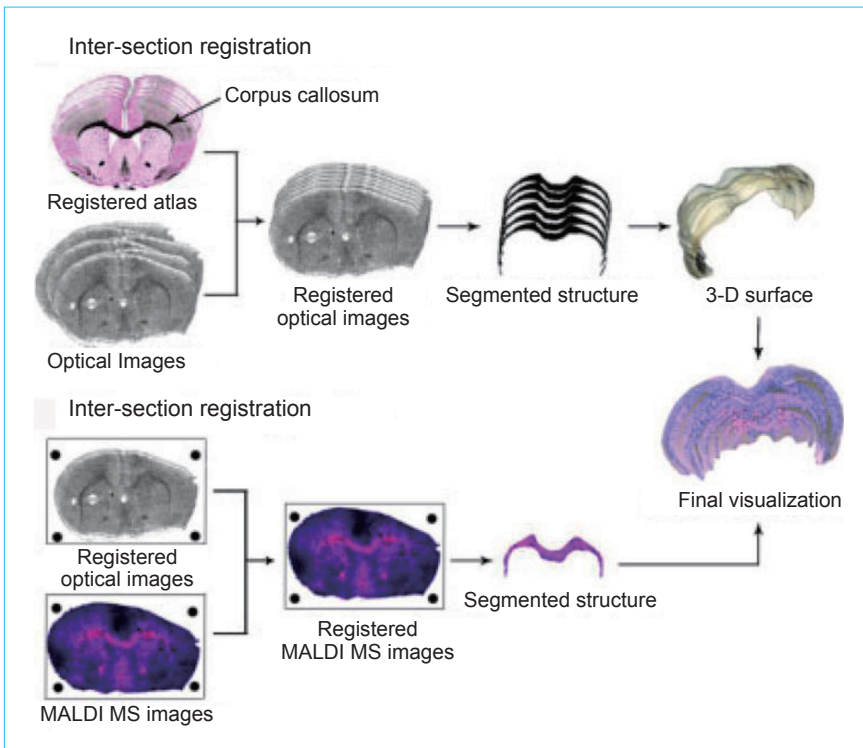 Inter-section registration
Corpus callosum
Registered atlas
Optical Images
Registered
optical images
Segmented structure
3-D surface
Inter-section registration
Registered
optical images
MALDI MS images
Registered
MALDI MS images
Segmented structure
Final visualization